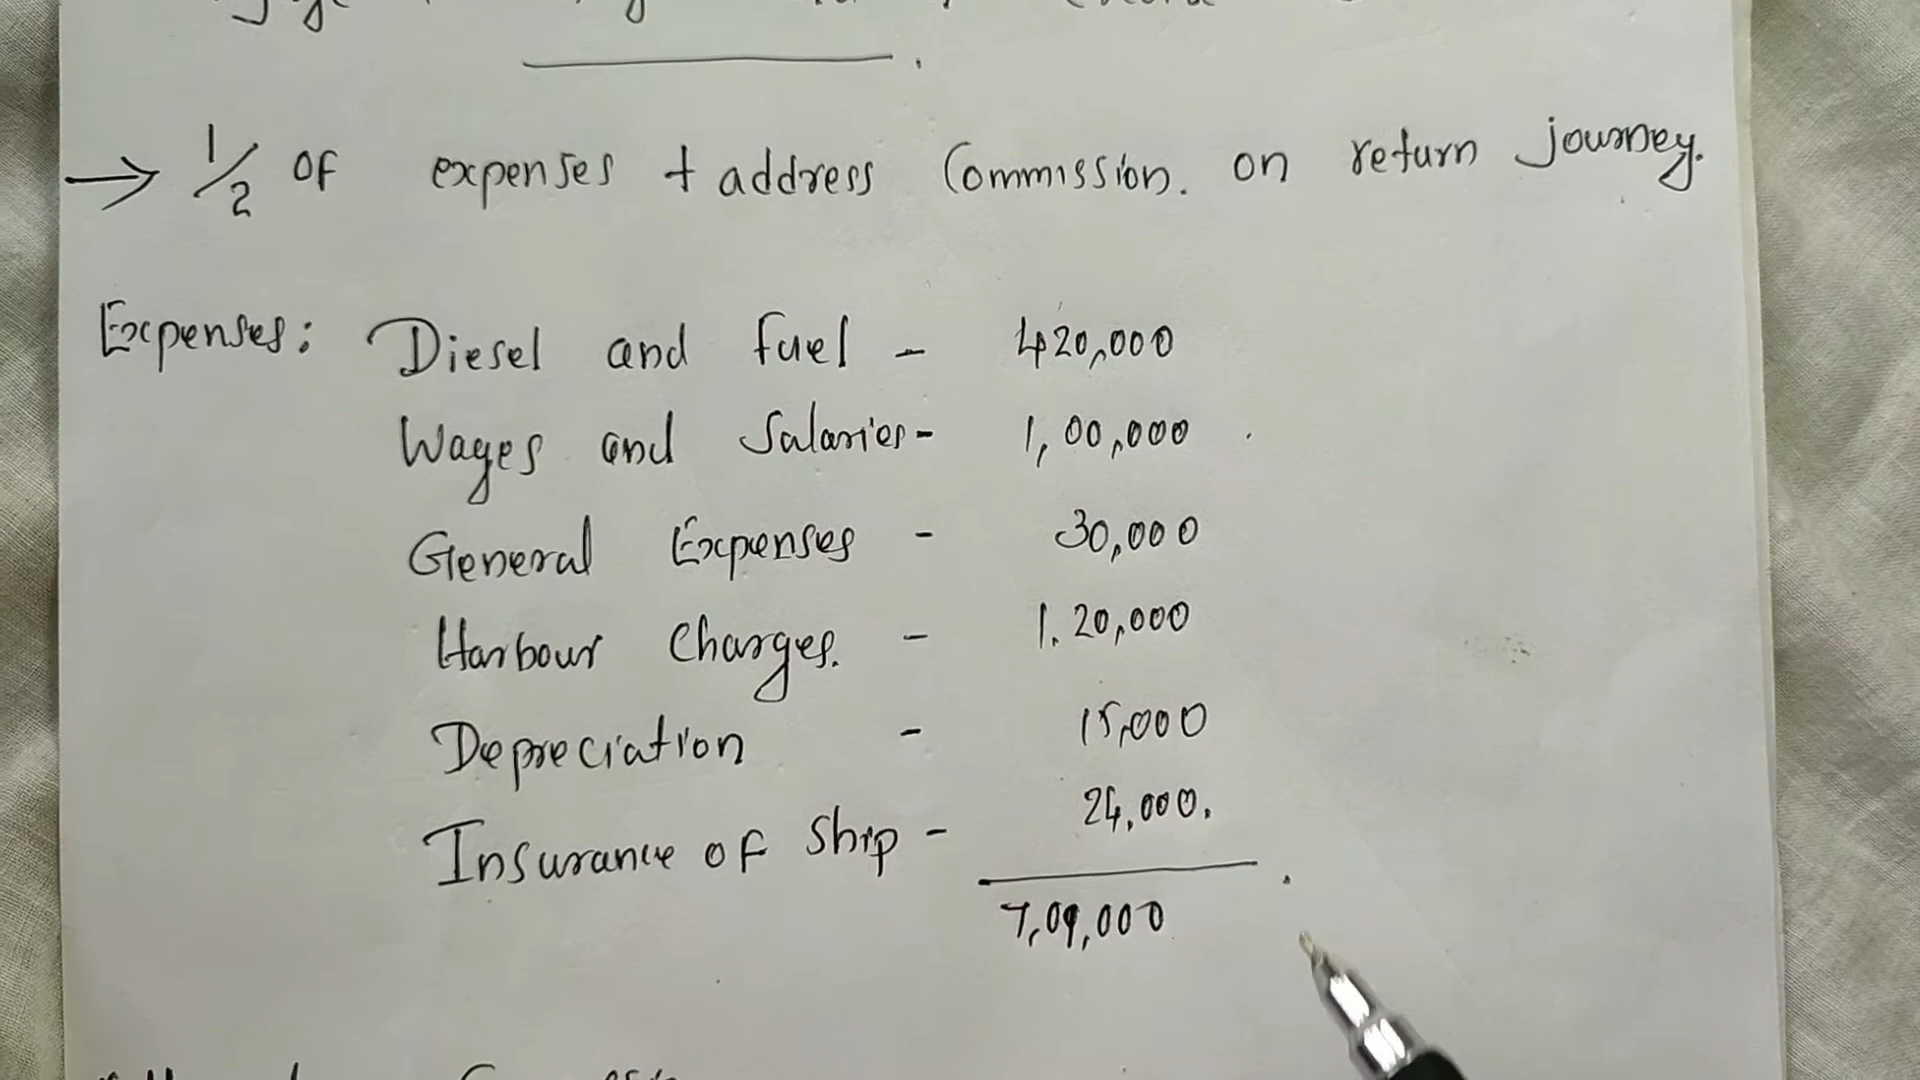 → 1/2 of expenses + address Commission. on return journey.
Expenses: Diesel and fuel - 420,000
Wages and Salaries - 1,00,000
General Expenses - 30,000
Harbour Charges. - 1.20,000
Depreciation - 15,000
Insurance of ship - 24,000.
7,09,000